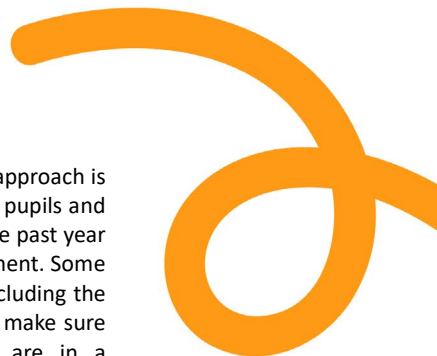 approach is
pupils and
e past year
ment. Some
cluding the
make sure
are in a